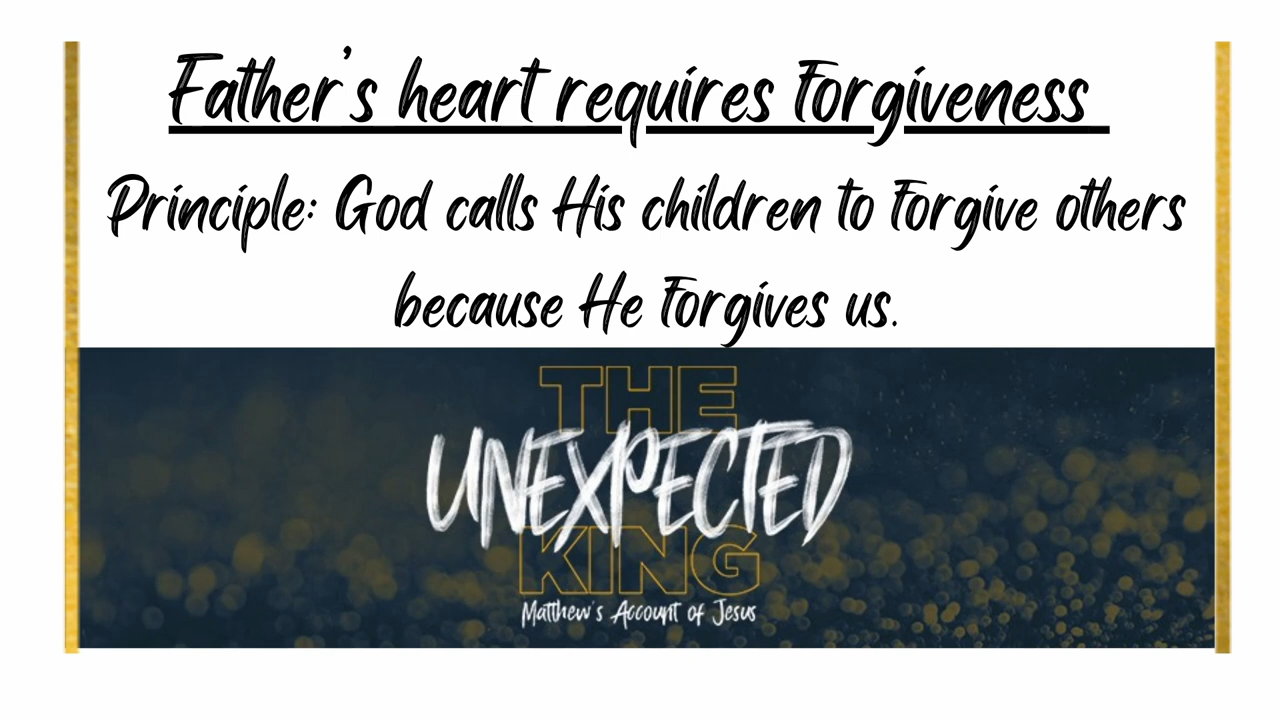 Father's heart requires forgiveness
Principle: God calls His children to forgive others
because He forgives us.
THE
UNEXPECTED
KING
Matthew's Account of Jesus